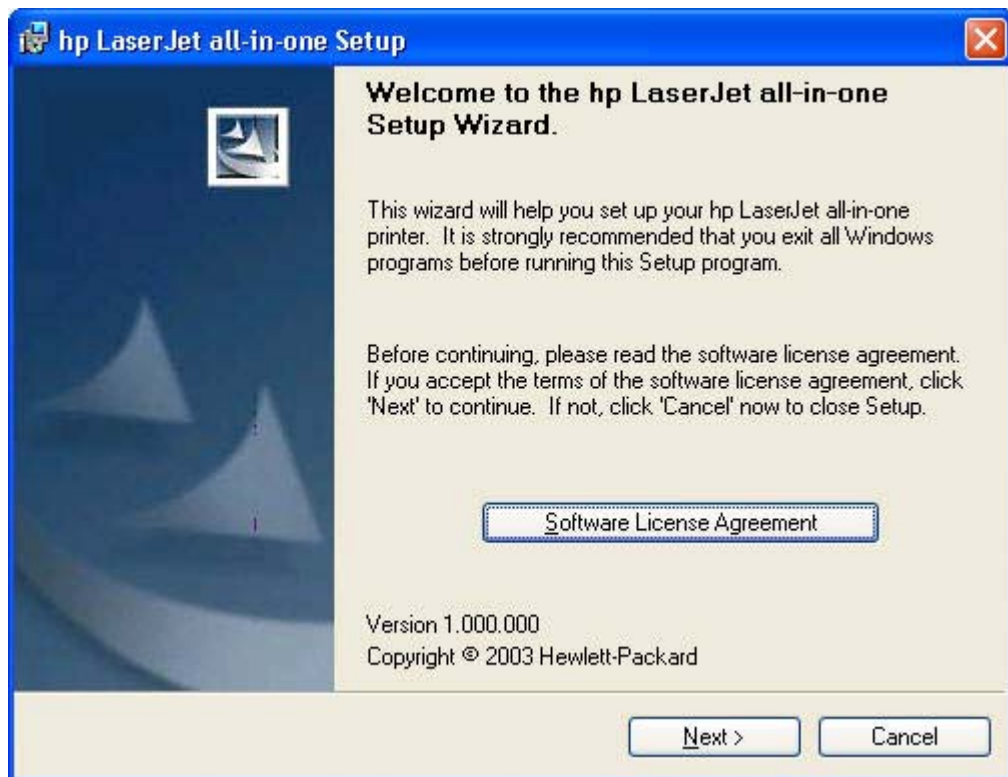 hp LaserJet all-in-one Setup
Welcome to the hp LaserJet all-in-one
Setup Wizard.
This wizard will help you set up your hp LaserJet all-in-one
printer. It is strongly recommended that you exit all Windows
programs before running this Setup program.
Before continuing, please read the software license agreement.
If you accept the terms of the software license agreement, click
'Next' to continue. If not, click 'Cancel' now to close Setup.
Software License Agreement
Version 1.000.000
Copyright © 2003 Hewlett-Packard
Next >
Cancel